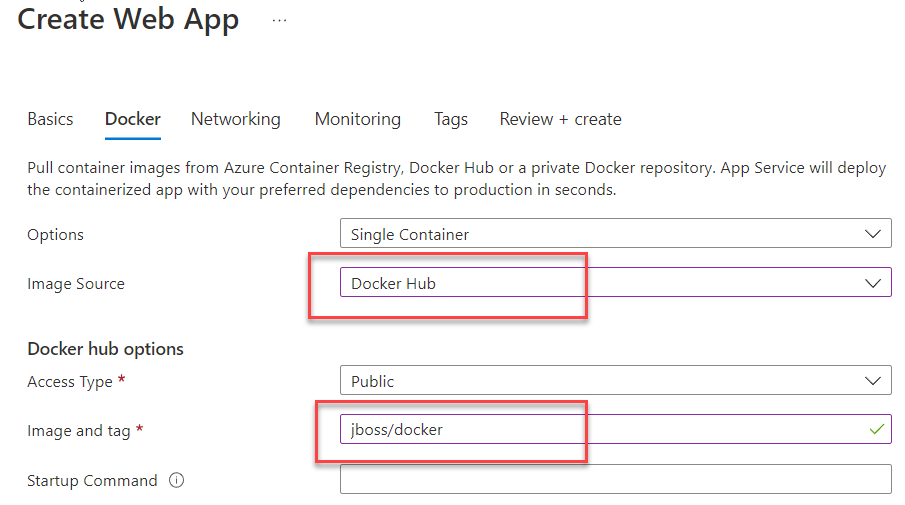 Create Web App ...
Basics Docker Networking Monitoring Tags Review + create
Pull container images from Azure Container Registry, Docker Hub or a private Docker repository. App Service will deploy
the containerized app with your preferred dependencies to production in seconds.
Options Single Container
Image Source Docker Hub
Docker hub options
Access Type * Public
Image and tag * jboss/docker
Startup Command